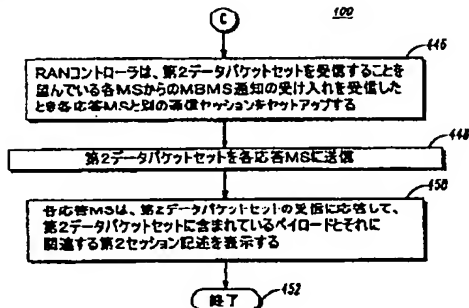 C
100
446
RANコントローラは、第2データパケットセットを受信することを
望んでいる各MSからのMBMS通知の受け入れを受信した
とき各応答MSと別の通信セッションをセットアップする
448
第2データパケットセットを各応答MSに送信
450
各応答MSは、第2データパケットセットの受信に応答して、
第2データパケットセットに含まれているペイロードとそれに
関連する第2セッション記述を表示する
終了
452